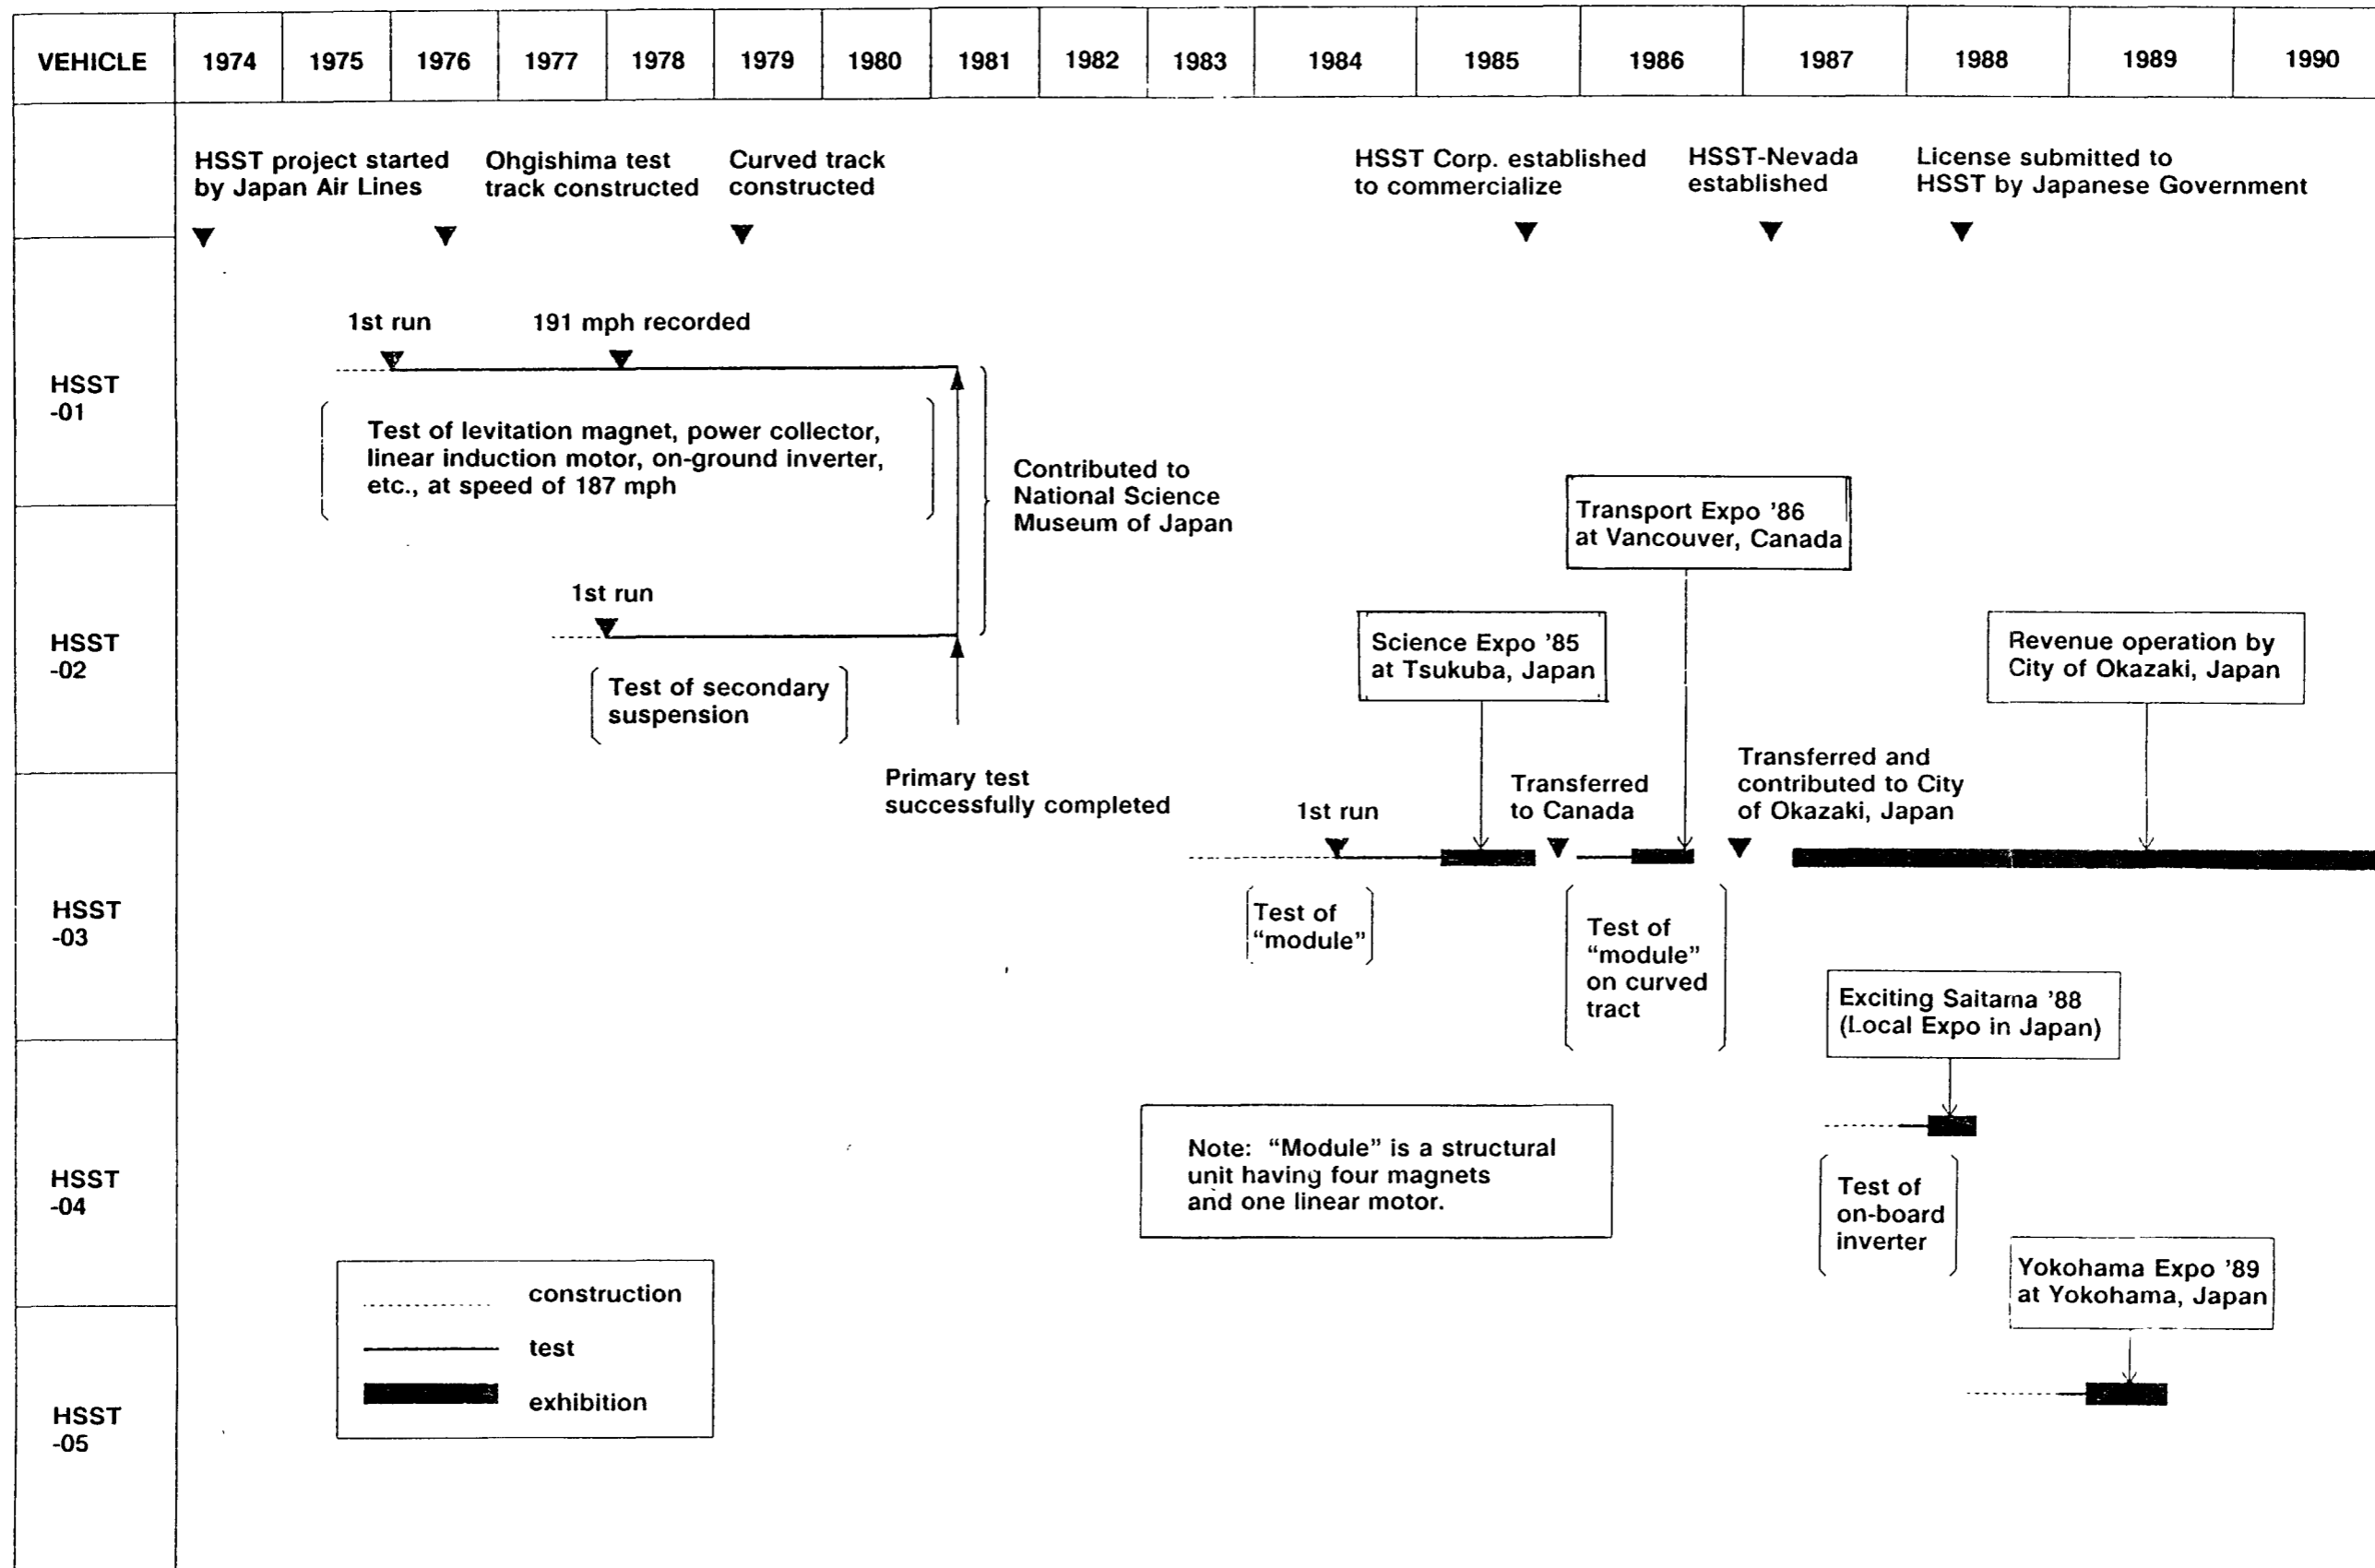 VEHICLE 1974 1975 1976 1977 1978 1979 1980 1981 1982 1983 1984 1985 1986 1987 1988 1989 1990
HSST project started
by Japan Air Lines
Ohgishima test
track constructed
Curved track
constructed
HSST Corp. established
to commercialize
HSST-Nevada
established
License submitted to
HSST by Japanese Government
HSST
-01
1st run
191 mph recorded
Test of levitation magnet, power collector,
linear induction motor, on-ground inverter,
etc., at speed of 187 mph
Contributed to
National Science
Museum of Japan
HSST
-02
1st run
Test of secondary
suspension
Primary test
successfully completed
Transport Expo '86
at Vancouver, Canada
Science Expo '85
at Tsukuba, Japan
Revenue operation by
City of Okazaki, Japan
HSST
-03
1st run
Transferred
to Canada
Transferred and
contributed to City
of Okazaki, Japan
Test of
“module”
Test of
“module”
on curved
tract
Exciting Saitama '88
(Local Expo in Japan)
HSST
-04
Note: “Module” is a structural
unit having four magnets
and one linear motor.
Test of
on-board
inverter
Yokohama Expo '89
at Yokohama, Japan
HSST
-05
construction
test
exhibition